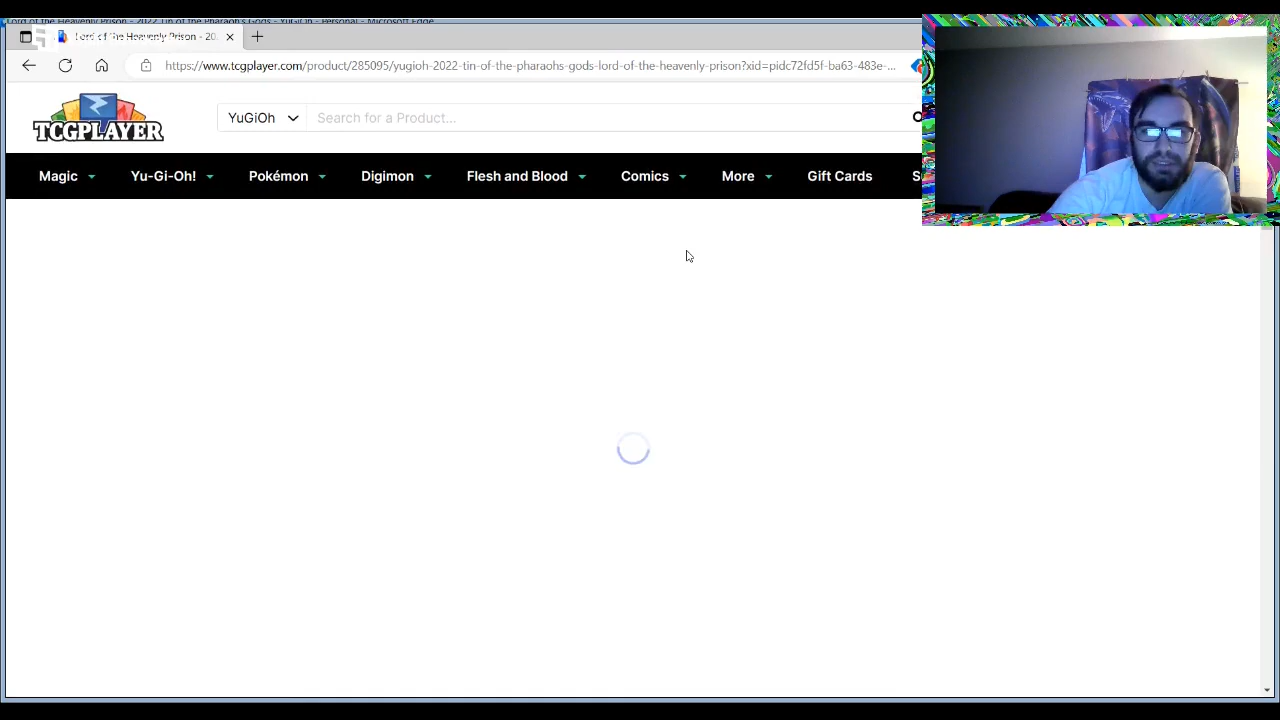 Lord of the Heavenly Prison - 2022 Tin of the Pharaoh's Gods - YuGiOh - Personal - Microsoft Edge
Lord of the Heavenly Prison - 20
https://www.tcgplayer.com/product/285095/yugioh-2022-tin-of-the-pharaohs-gods-lord-of-the-heavenly-prison?xid=pidc72fd5f-ba63-483e-...
TCGPLAYER
YuGiOh
Search for a Product...
Magic
Yu-Gi-Oh!
Pokémon
Digimon
Flesh and Blood
Comics
More
Gift Cards